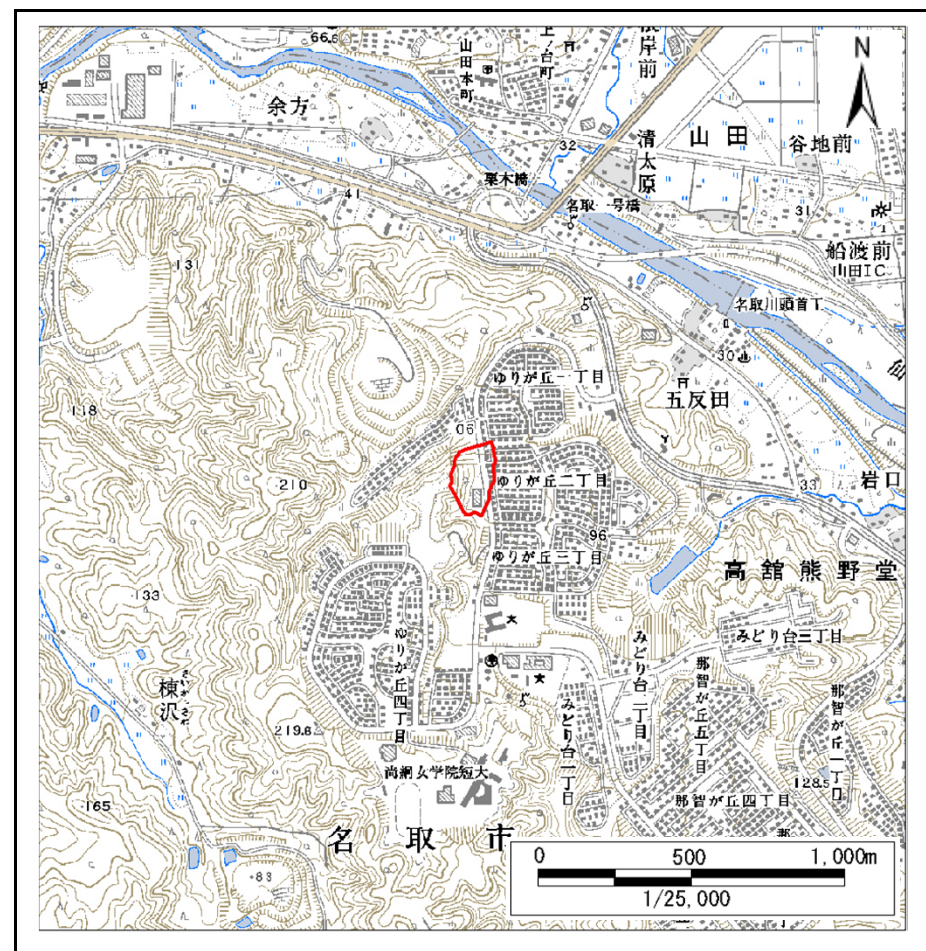 66.6
山田本町
上ノ台町
根岸前
N
余方
32
清太原
山田
谷地前
栗木橋
41
名取一号橋
31
船渡前
山田IC
131
名取川頭首工
30
ゆりが丘一丁目
五反田
118
06
210
ゆりが丘二丁目
33
岩口
96
ゆりが丘三丁目
高舘熊野堂
133
みどり台三丁目
ゆりが丘四丁目
みどり台二丁目
那智が丘五丁目
棟沢
219.6
みどり台一丁目
那智が丘一丁目
尚絅女学院短大
128.5
那智が丘四丁目
165
名取市
83
0 500 1,000m
1/25,000